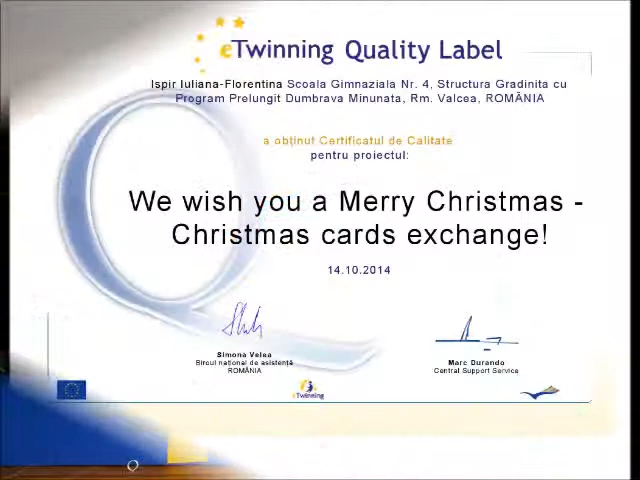 eTwinning Quality Label
Ispir Iuliana-Florentina Scoala Gimnaziala Nr. 4, Structura Gradinita cu
Program Prelungit Dumbrava Minunata, Rm. Valcea, ROMÂNIA
a obținut Certificatul de Calitate
pentru proiectul:
We wish you a Merry Christmas -
Christmas cards exchange!
14.10.2014
Simona Velea
Biroul național de asistență
ROMÂNIA
Marc Durando
Central Support Service
eTwinning